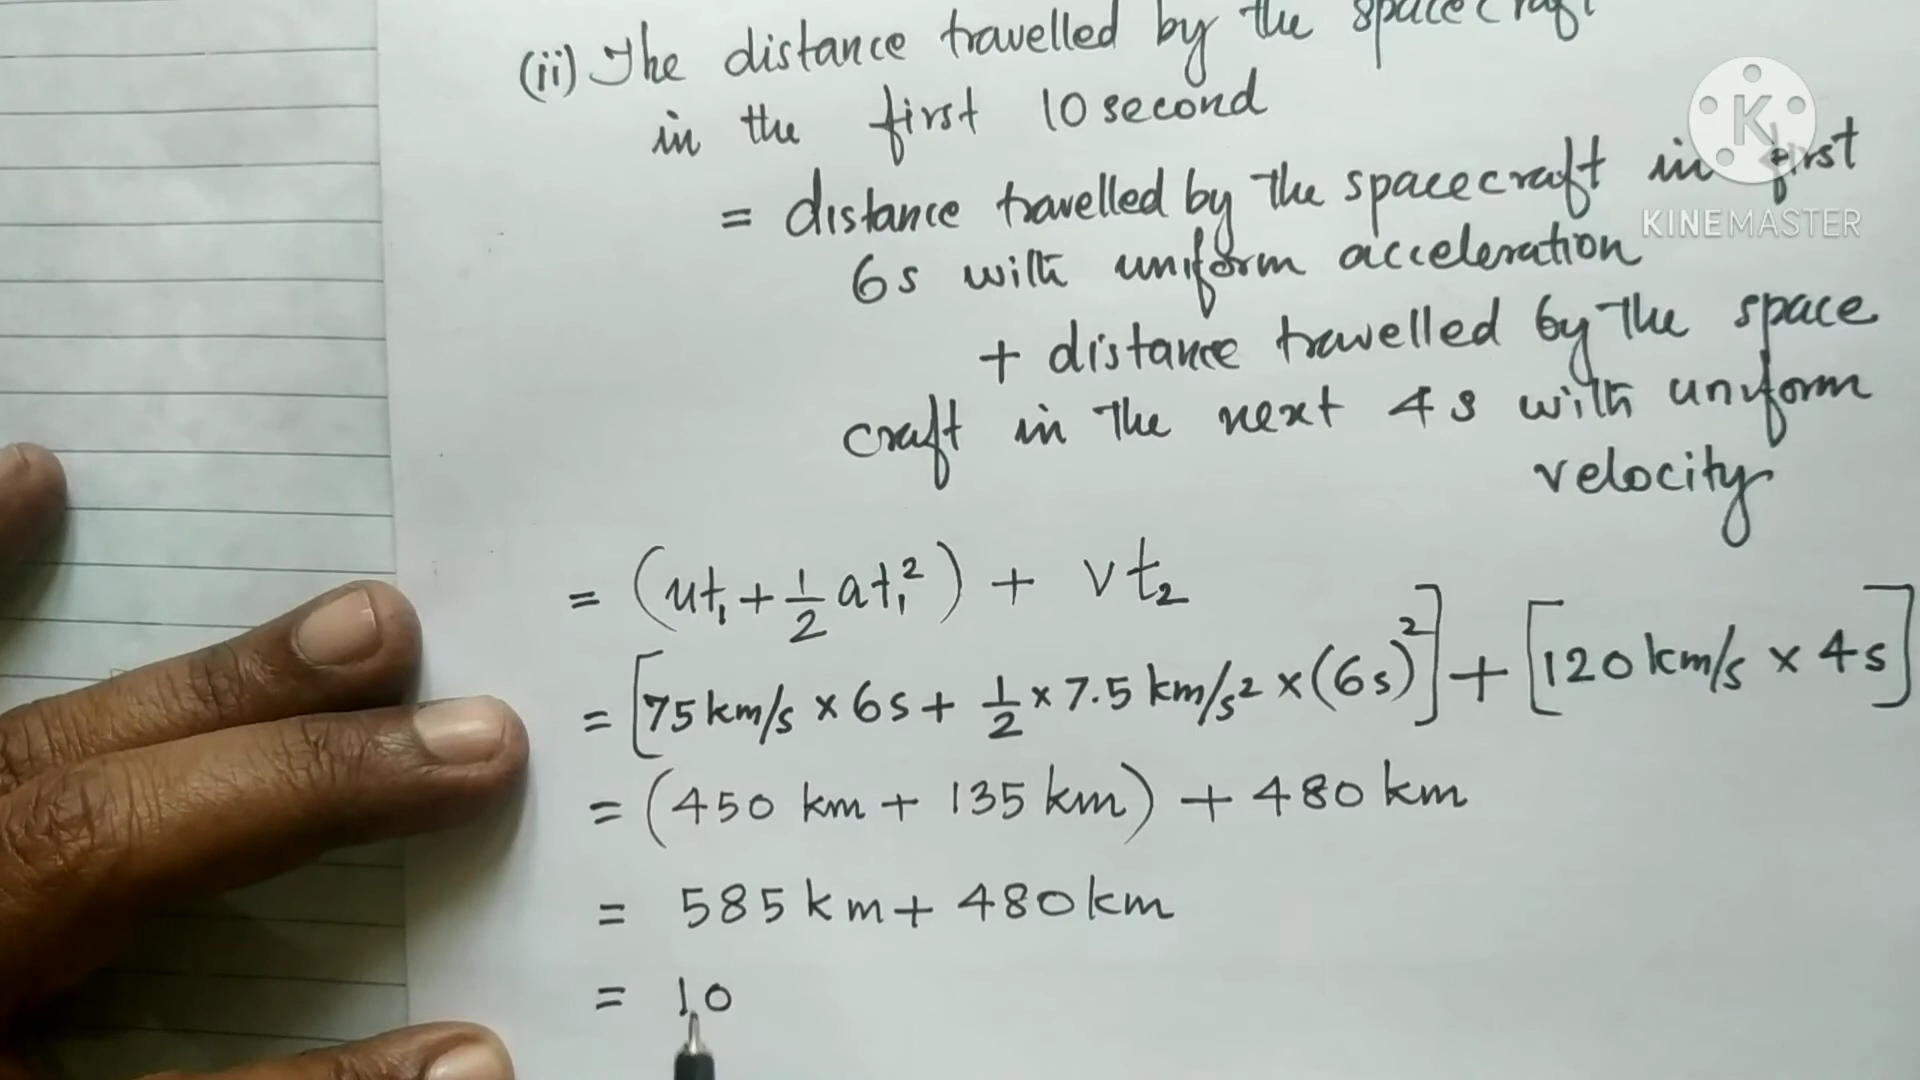 (ii) The distance travelled by the spacecraft
in the first 10 second
= distance travelled by the spacecraft in first
6s with uniform acceleration
+ distance travelled by the space
craft in the next 4s with uniform
velocity
= (ut₁ + 1/2 at₁²) + vt₂
= [75 km/s × 6s + 1/2 × 7.5 km/s² × (6s)²] + [120 km/s × 4s]
= (450 km + 135 km) + 480 km
= 585 km + 480 km
= 10
K
KINEMASTER